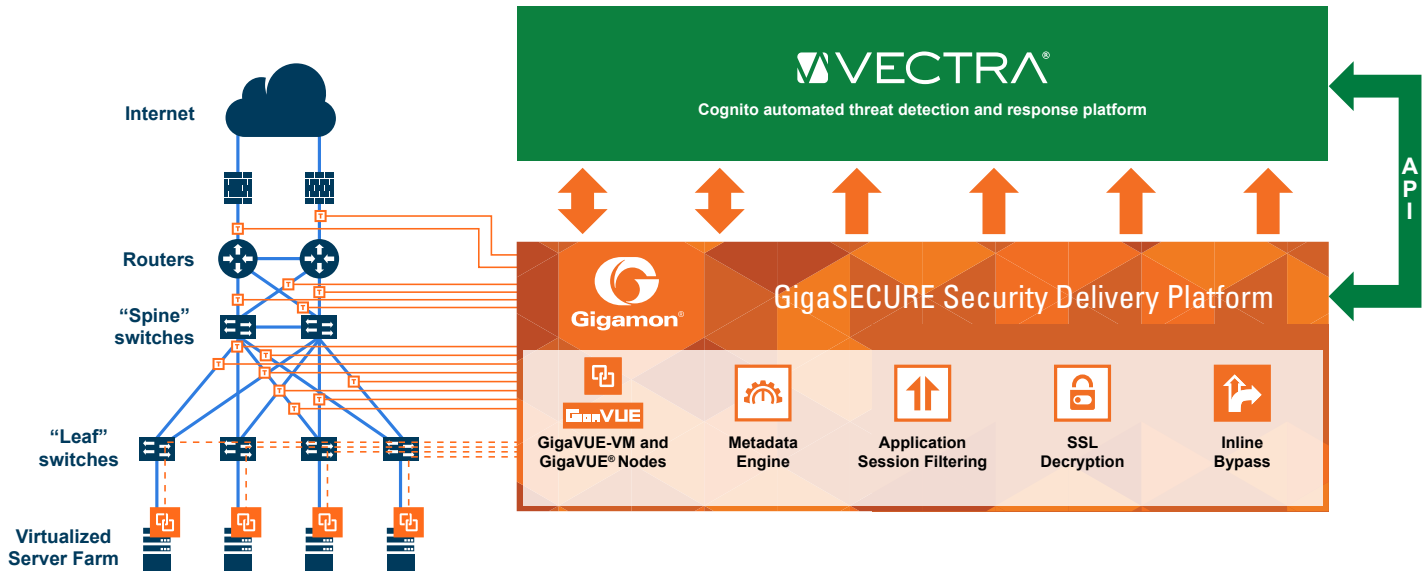 VECTRA®
Cognito automated threat detection and response platform
Internet
A
P
I
T
T
Routers
Gigamon®
GigaSECURE Security Delivery Platform
T
T
T
T
“Spine”
switches
T
T
T
T
T
T
T
T
T
GigaVUE
GigaVUE-VM and
GigaVUE® Nodes
Metadata
Engine
Application
Session Filtering
SSL
Decryption
Inline
Bypass
“Leaf”
switches
Virtualized
Server Farm